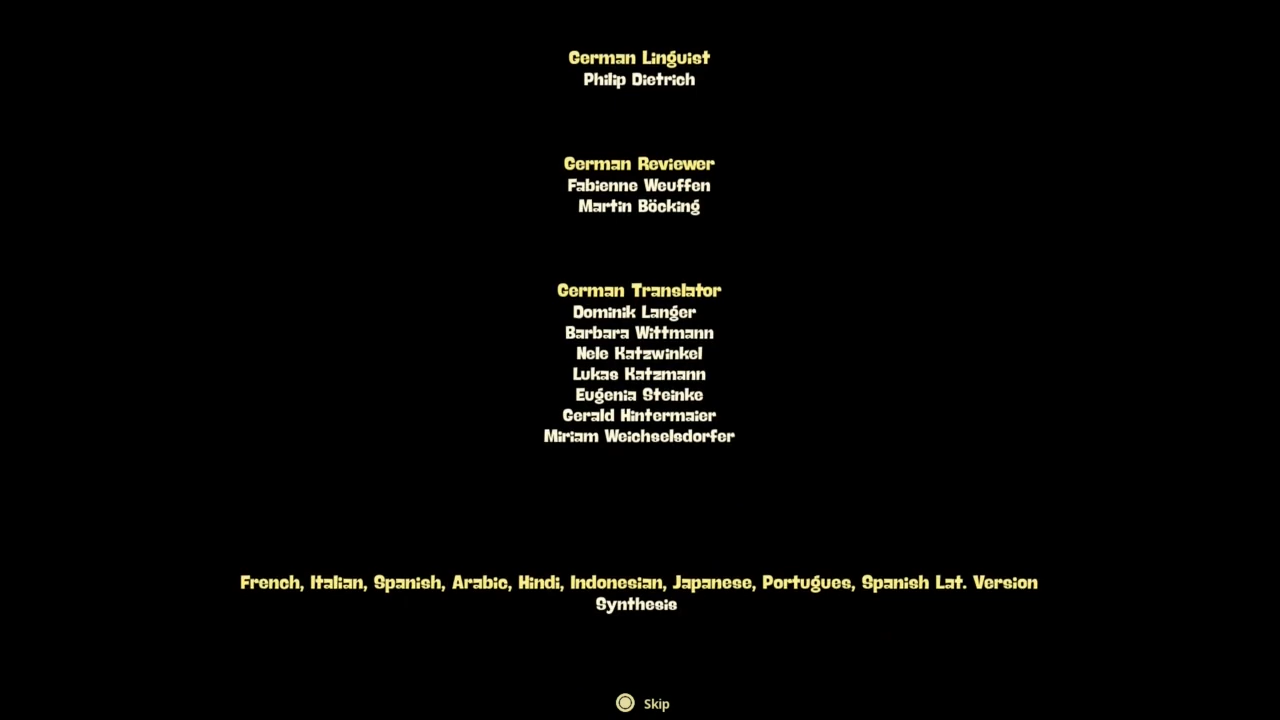 German Linguist
Philip Dietrich
German Reviewer
Fabienne Weuffen
Martin Böcking
German Translator
Dominik Langer
Barbara Wittmann
Nele Katzwinkel
Lukas Katzmann
Eugenia Steinke
Gerald Hintermaier
Miriam Weichselsdorfer
French, Italian, Spanish, Arabic, Hindi, Indonesian, Japanese, Portugues, Spanish Lat. Version
Synthesis
Skip